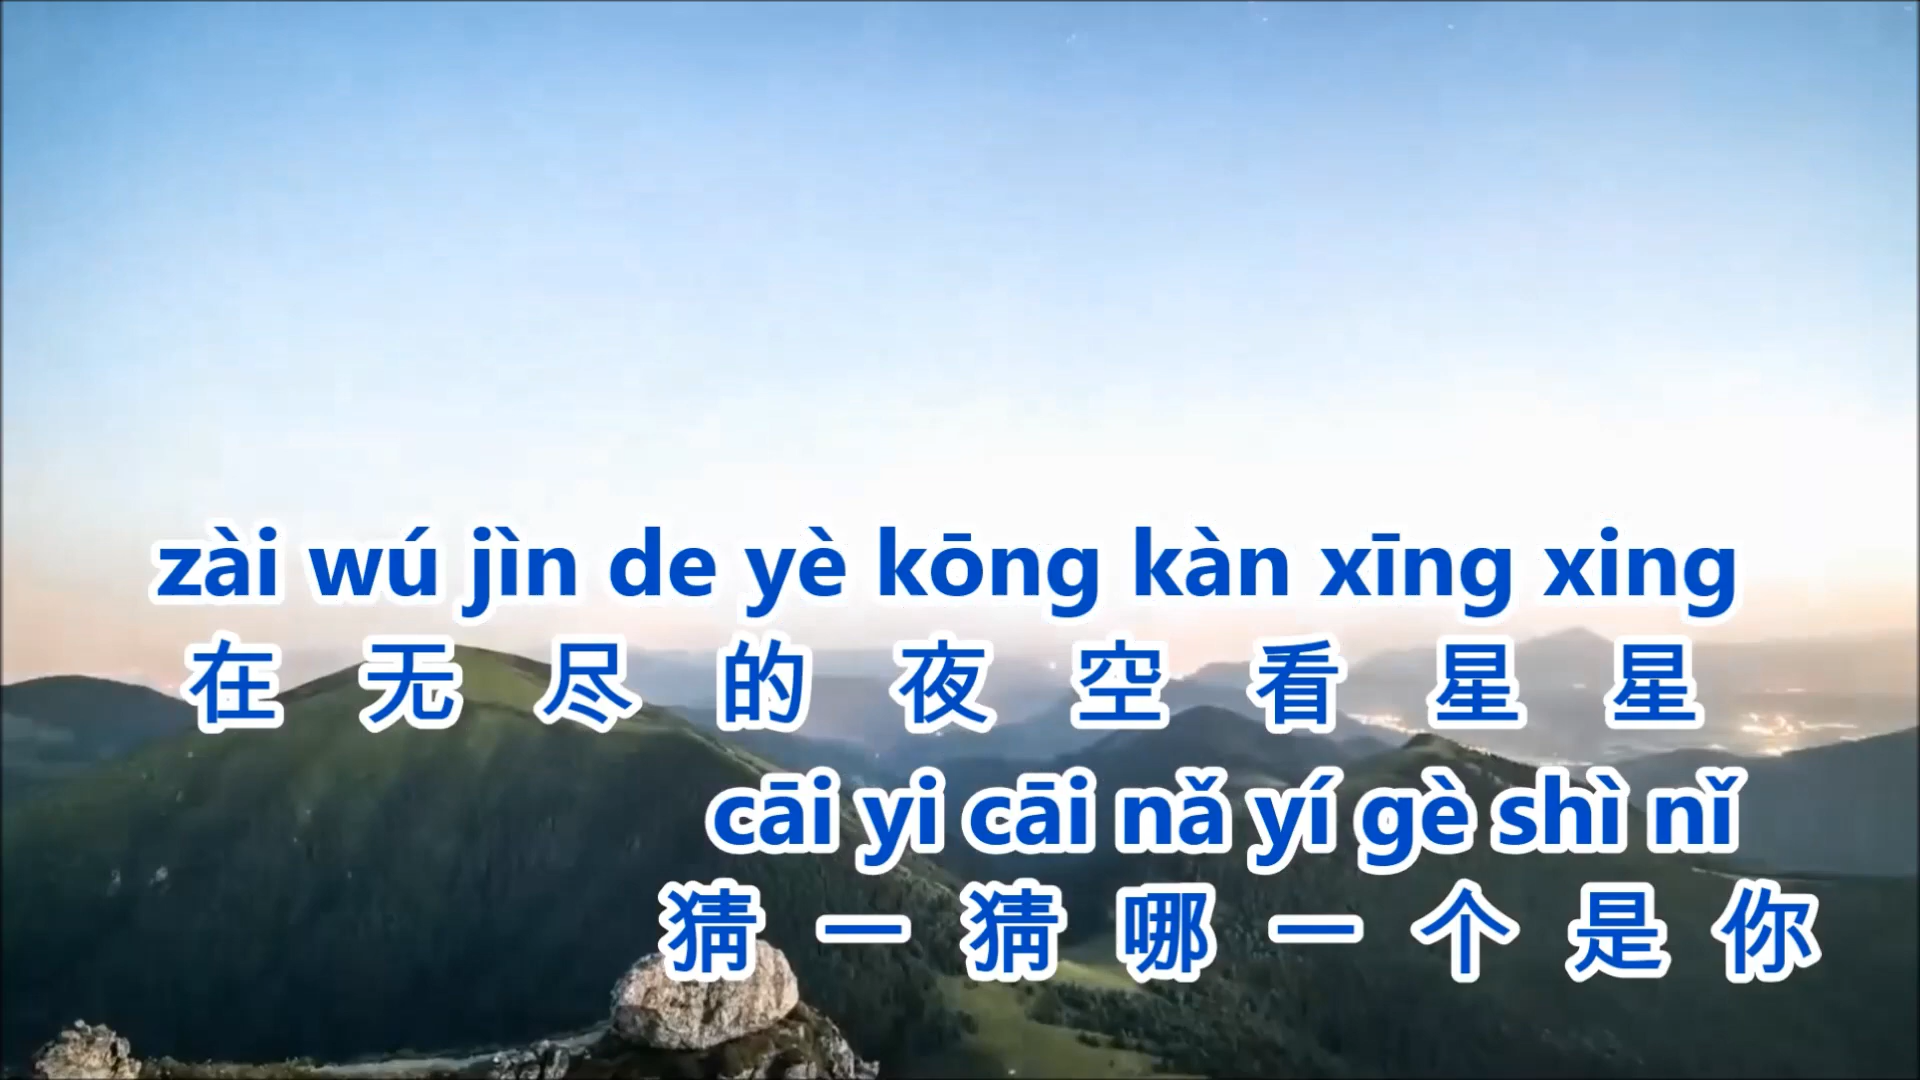 zài wú jìn de yè kōng kàn xīng xing
在 无 尽 的 夜 空 看 星 星
cāi yi cāi nǎ yí gè shì nǐ
猜 一 猜 哪 一 个 是 你